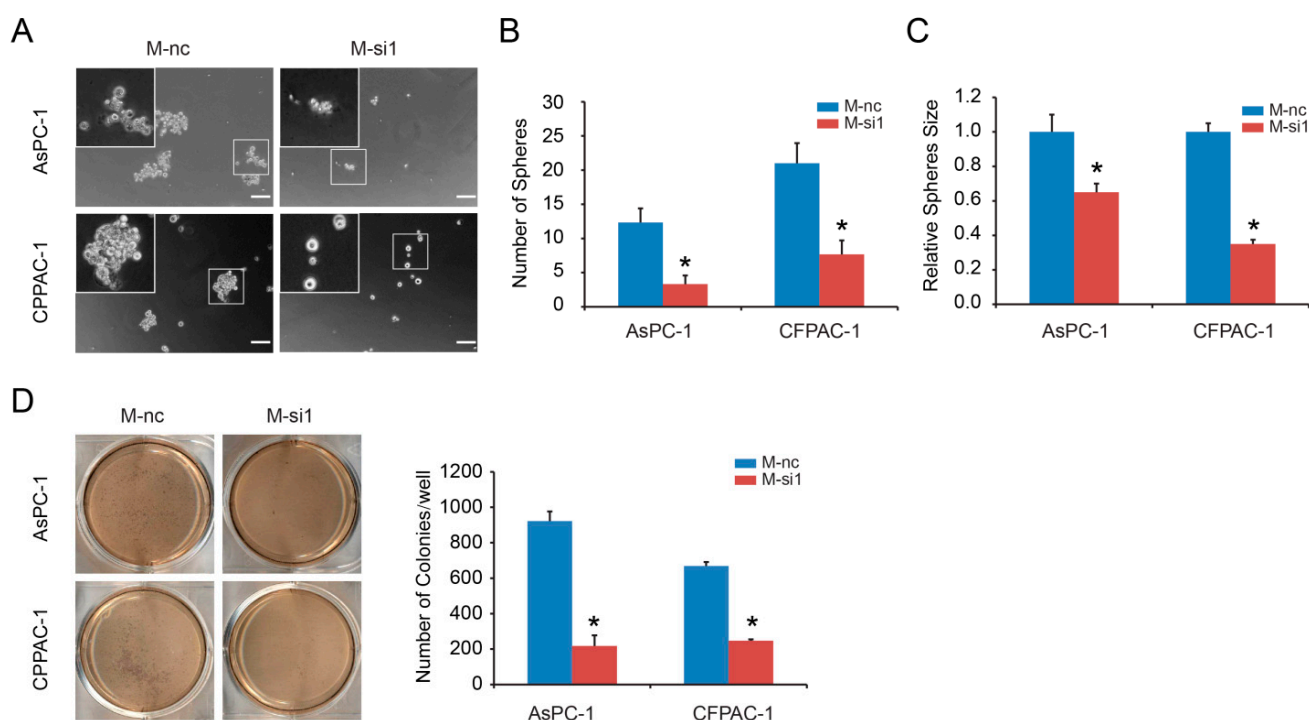 A
M-nc
M-si1
AsPC-1
CPPAC-1
B
M-nc
M-si1
Number of Spheres
30
25
20
15
10
5
0
*
*
AsPC-1
CFPAC-1
C
M-nc
M-si1
Relative Spheres Size
1.2
1.0
0.8
0.6
0.4
0.2
0.0
*
*
AsPC-1
CFPAC-1
D
M-nc
M-si1
AsPC-1
CPPAC-1
M-nc
M-si1
Number of Colonies/well
1200
1000
800
600
400
200
0
*
*
AsPC-1
CFPAC-1